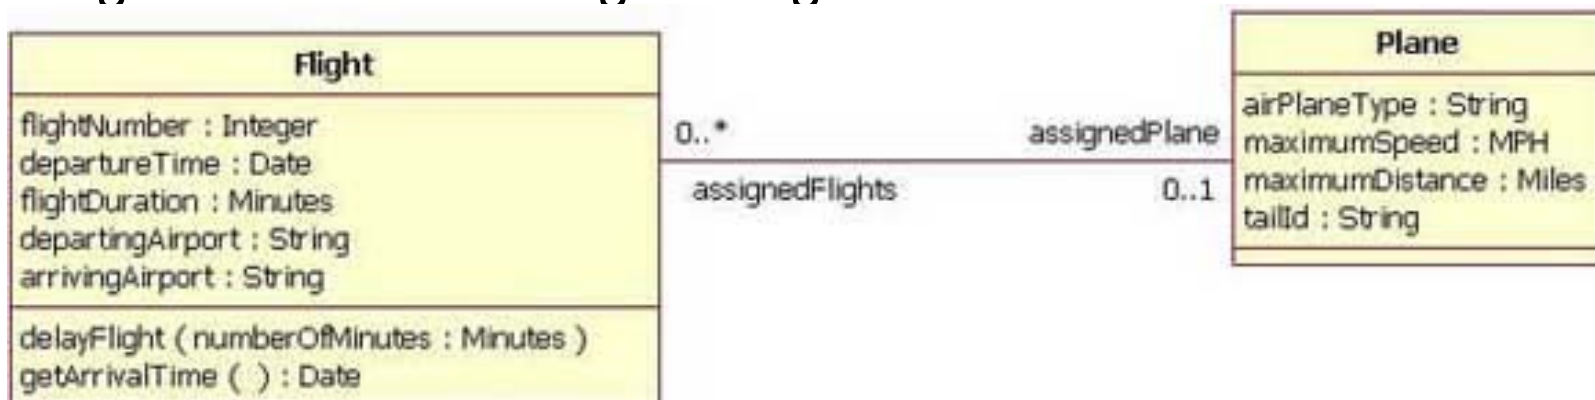 Flight
flightNumber : Integer
departureTime : Date
flightDuration : Minutes
departingAirport : String
arrivingAirport : String
delayFlight ( numberOfMinutes : Minutes )
getArrivalTime ( ) : Date
0..*
assignedFlights
assignedPlane
0..1
Plane
airPlaneType : String
maximumSpeed : MPH
maximumDistance : Miles
tailId : String